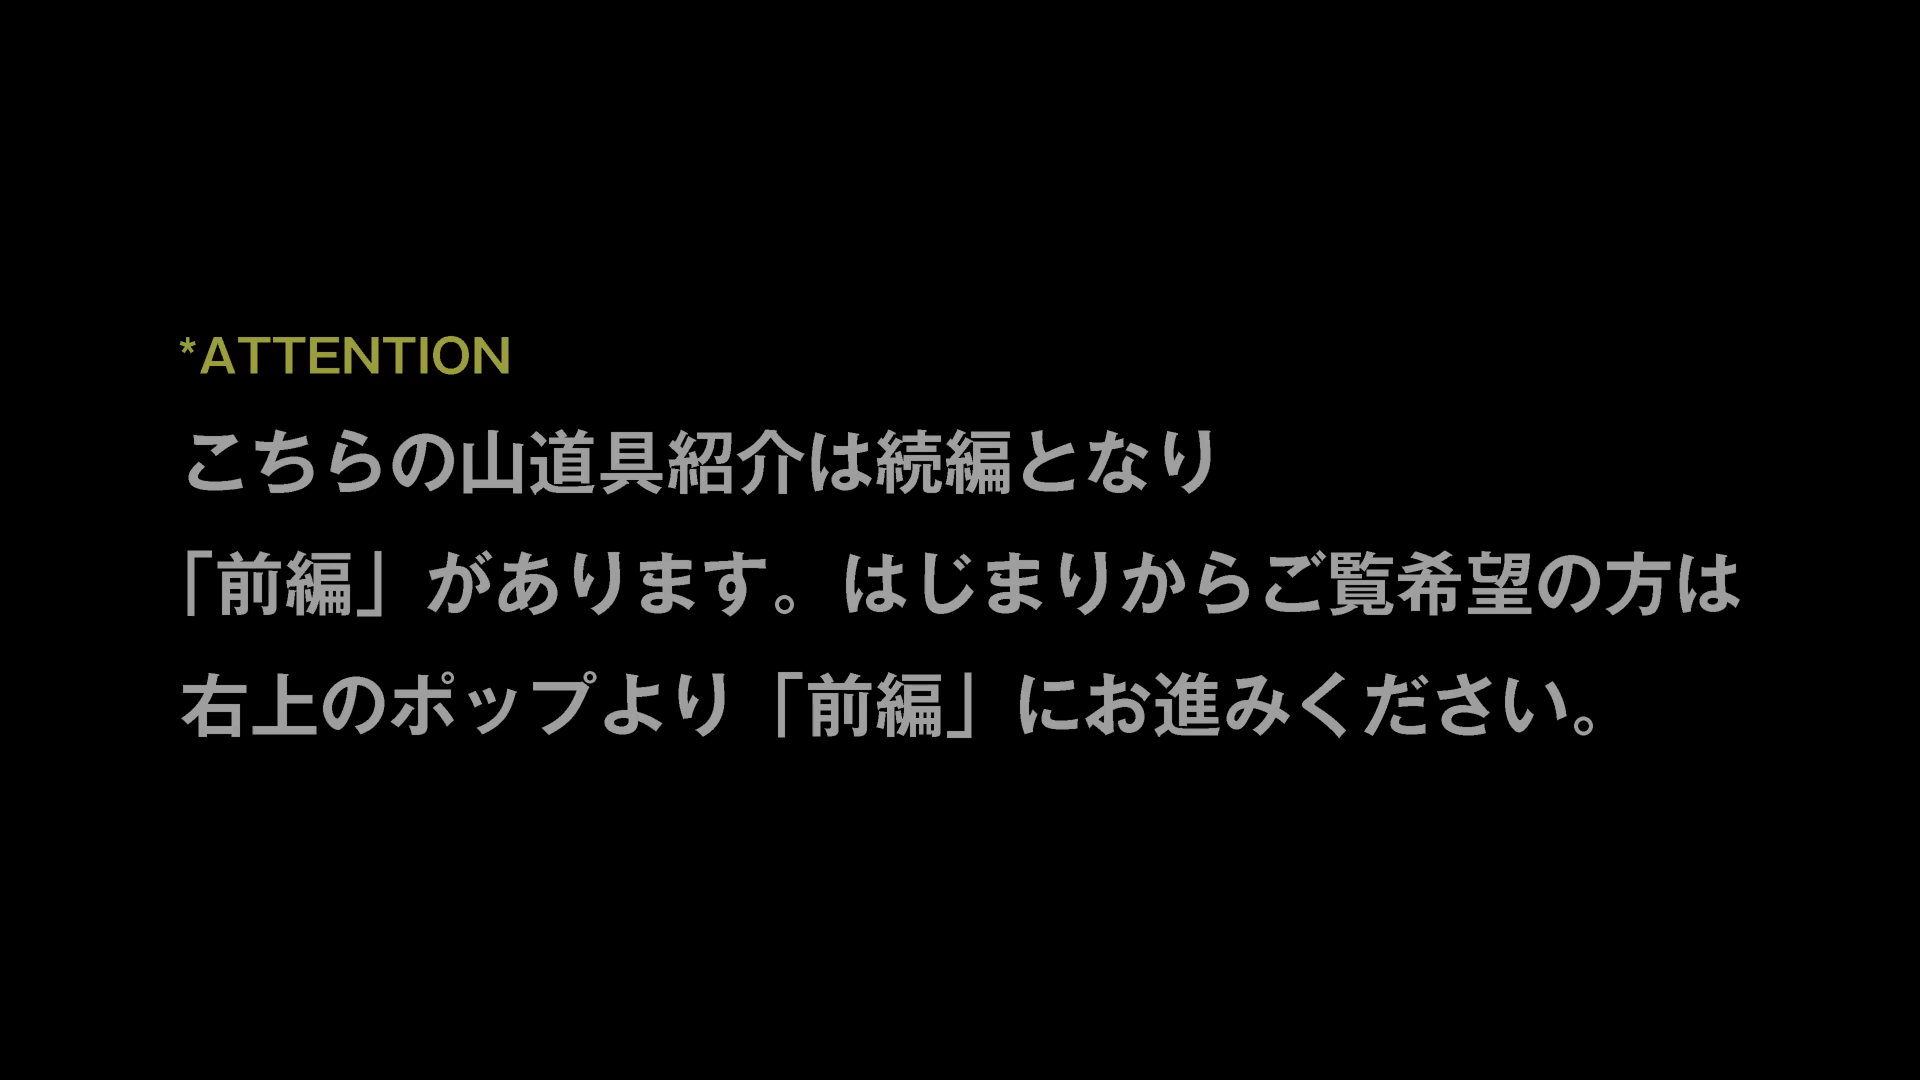 *ATTENTION
こちらの山道具紹介は続編となり
「前編」があります。はじまりからご覧希望の方は
右上のポップより「前編」にお進みください。